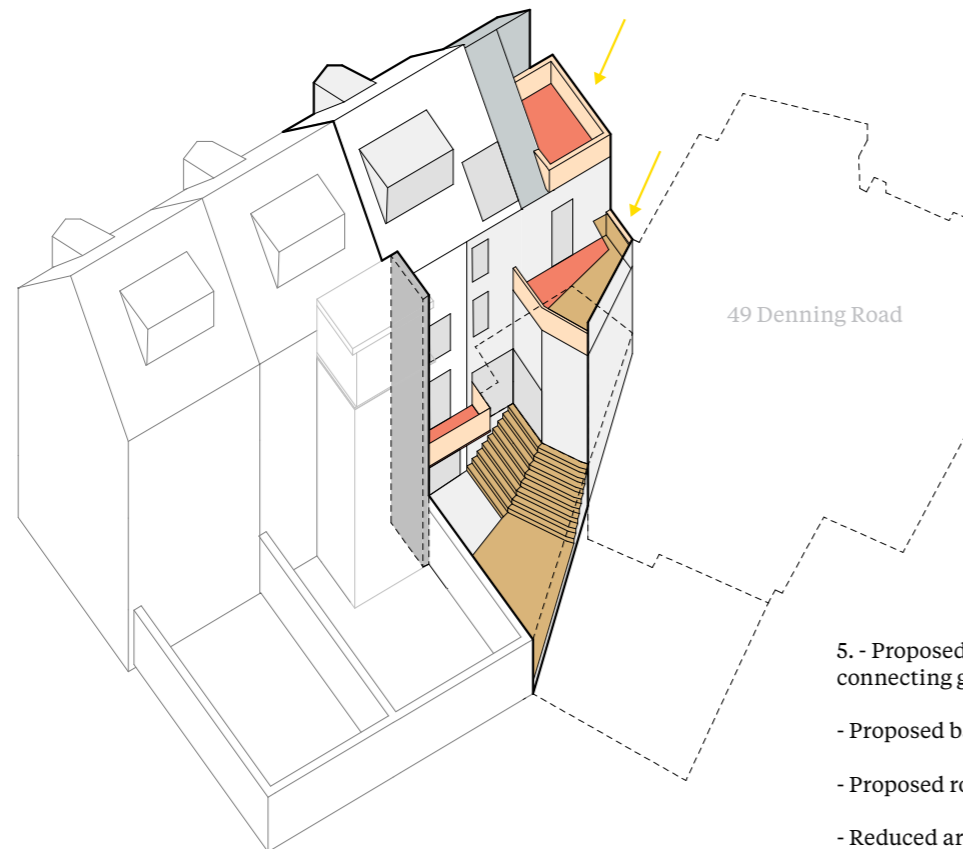 49 Denning Road
5. - Proposed
connecting g
- Proposed b
- Proposed ro
- Reduced ar